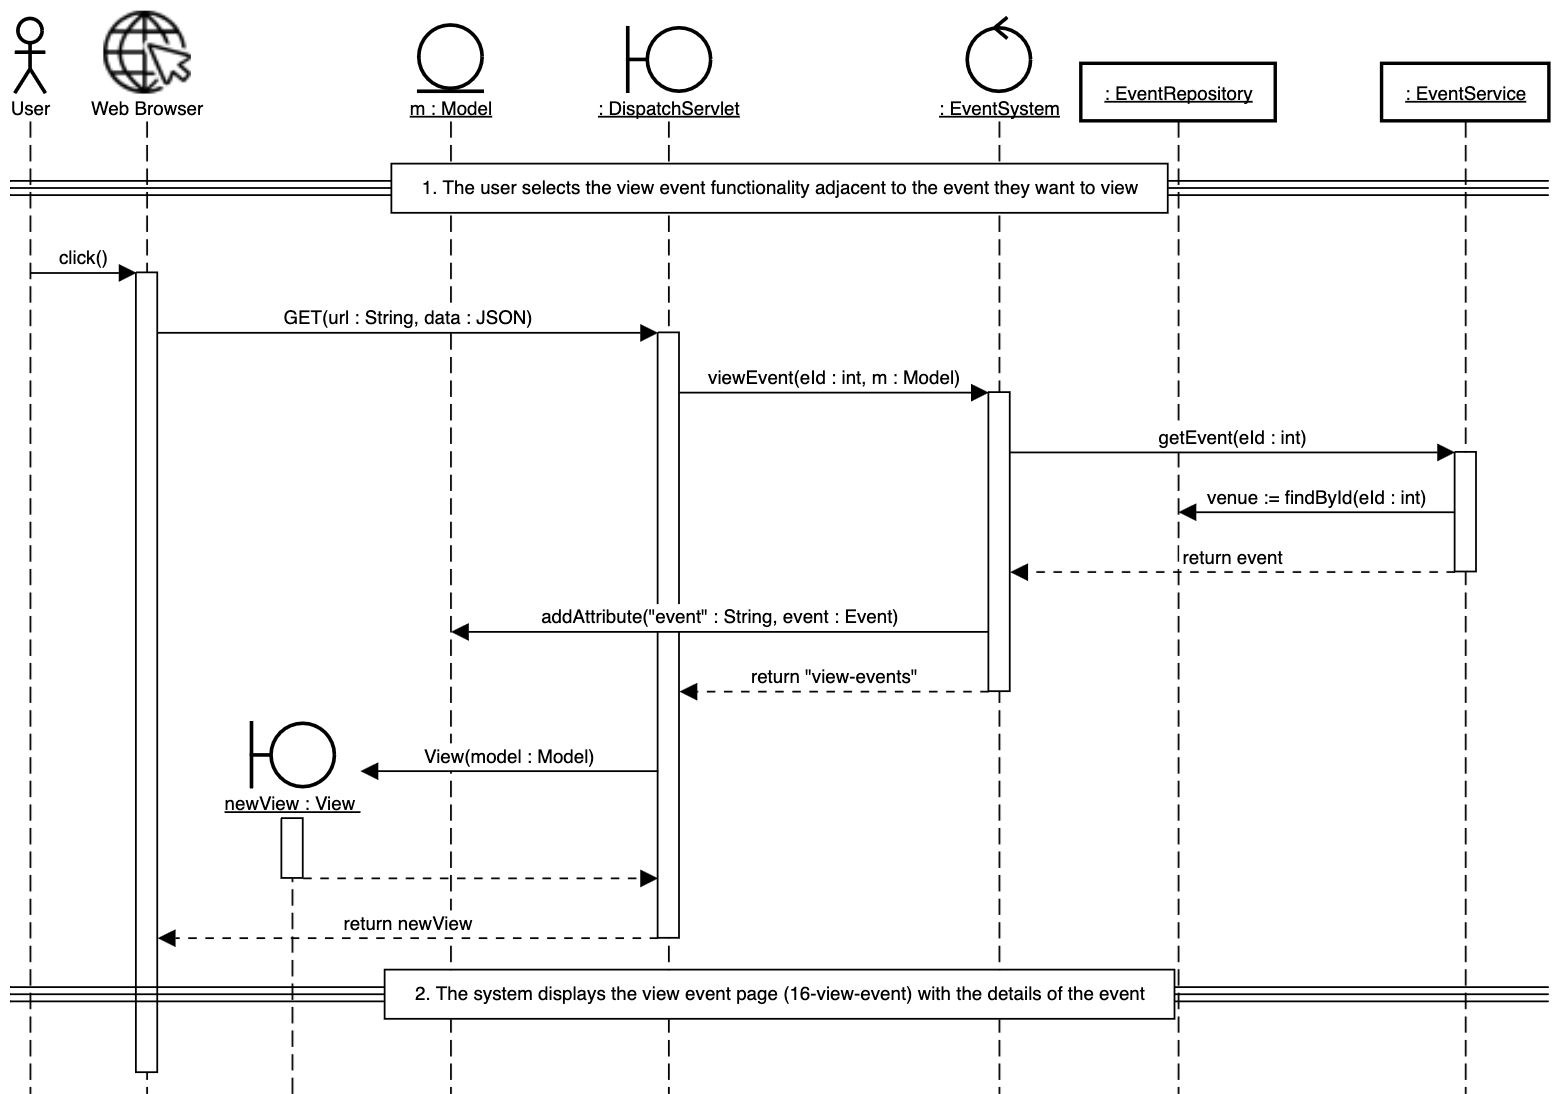 User
Web Browser
m : Model
: DispatchServlet
: EventSystem
: EventRepository
: EventService
1. The user selects the view event functionality adjacent to the event they want to view
click()
GET(url : String, data : JSON)
viewEvent(eId : int, m : Model)
getEvent(eId : int)
venue := findById(eId : int)
return event
addAttribute("event" : String, event : Event)
return "view-events"
View(model : Model)
newView : View
return newView
2. The system displays the view event page (16-view-event) with the details of the event